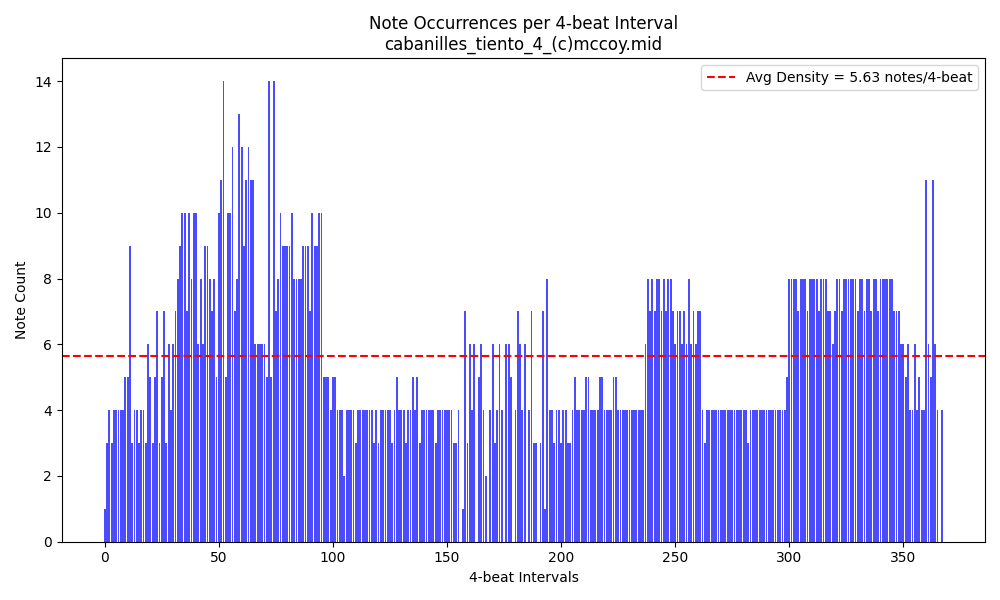 Note Occurrences per 4-beat Interval
cabanilles_tiento_4_(c)mccoy.mid
Avg Density = 5.63 notes/4-beat
Note Count
14
12
10
8
6
4
2
0
0 50 100 150 200 250 300 350
4-beat Intervals